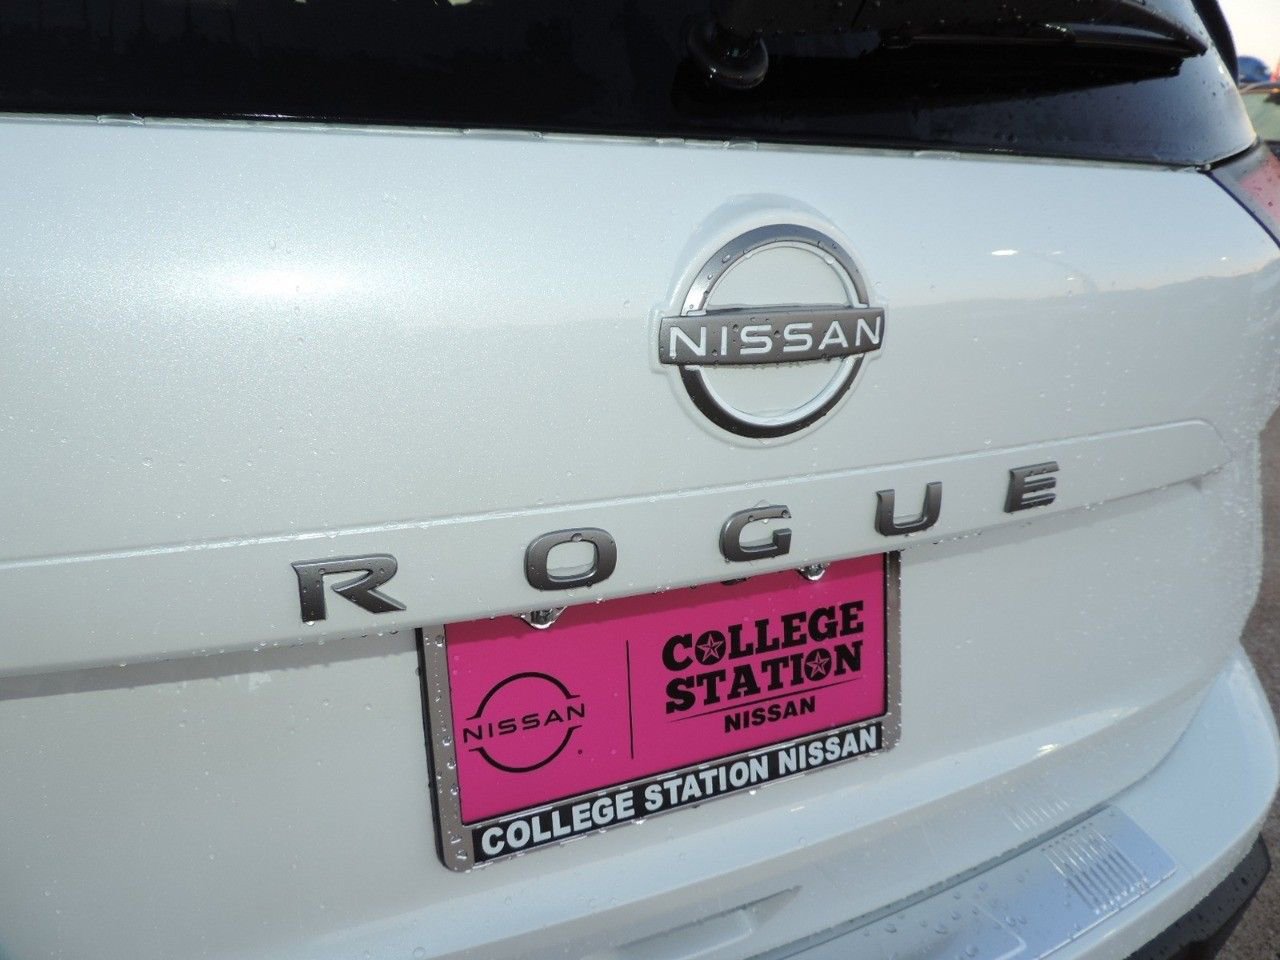 NISSAN
ROGUE
NISSAN
COLLEGE
STATION
NISSAN
COLLEGE STATION NISSAN